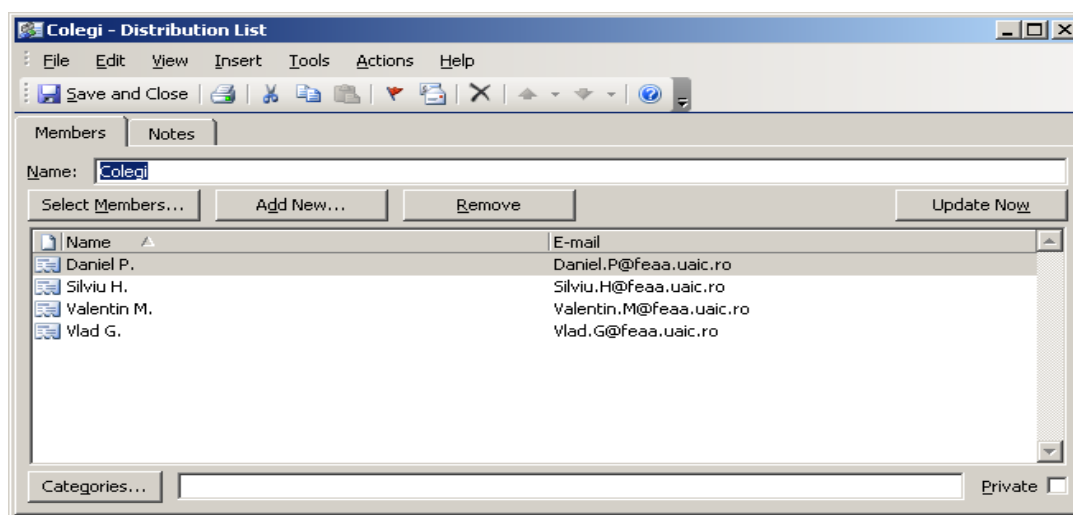 Colegi - Distribution List
File Edit View Insert Tools Actions Help
Save and Close
Members Notes
Name: Colegi
Select Members... Add New... Remove Update Now
Name E-mail
Daniel P. Daniel.P@feaa.uaic.ro
Silviu H. Silviu.H@feaa.uaic.ro
Valentin M. Valentin.M@feaa.uaic.ro
Vlad G. Vlad.G@feaa.uaic.ro
Categories... Private